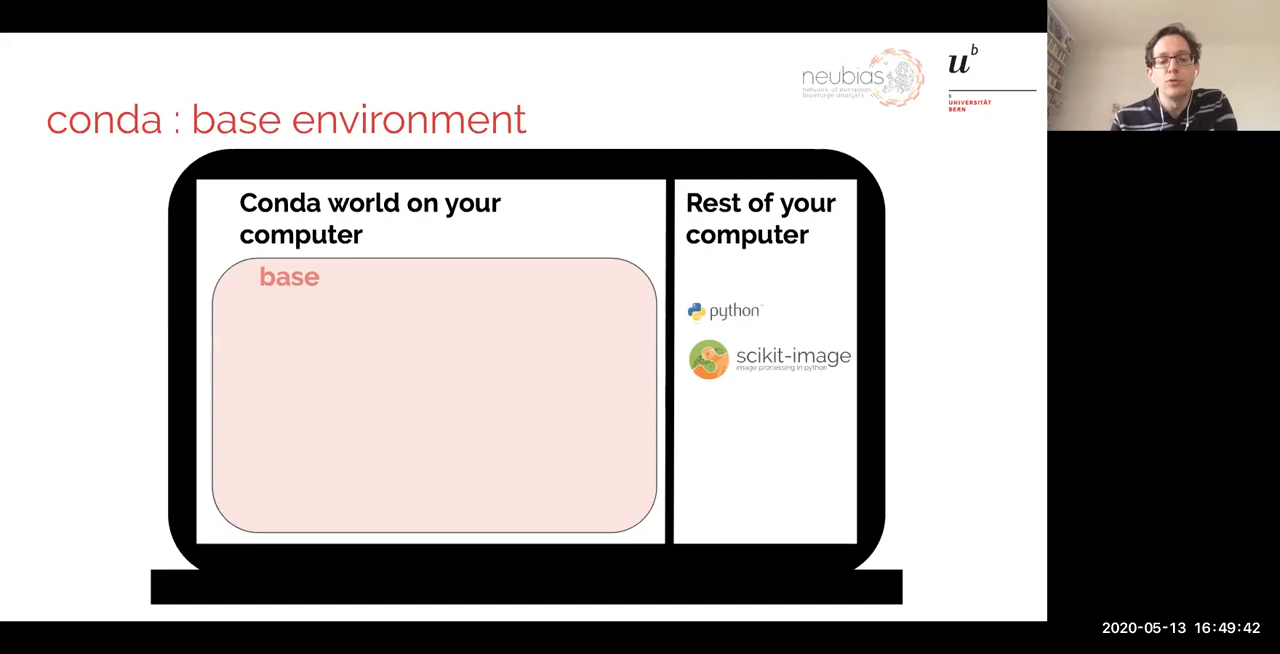 neubias
network of european
bioimage analysts
u b
b
UNIVERSITÄT
BERN
conda : base environment
Conda world on your
computer
base
Rest of your
computer
python™
scikit-image
image processing in python
2020-05-13 16:49:42